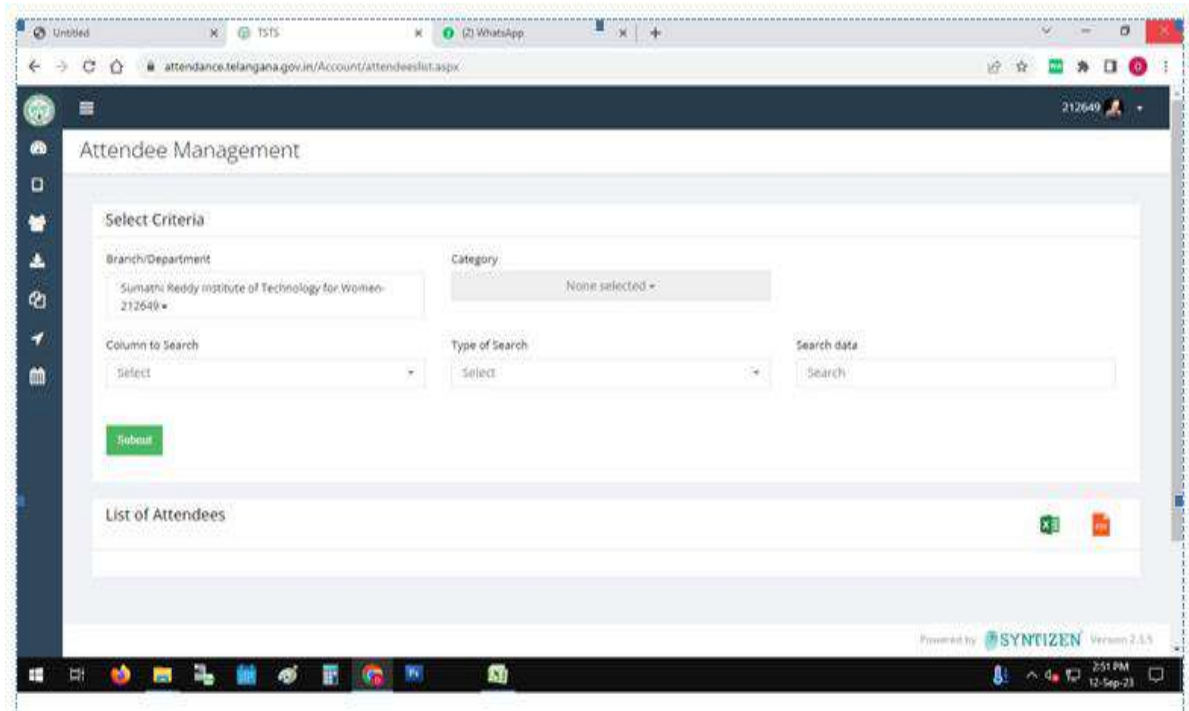 Untitled
TSTS
(2) WhatsApp
attendance.telangana.gov.in/Account/attendeeslist.aspx
212649
Attendee Management
Select Criteria
Branch/Department
Category
Sumathi Reddy Institute of Technology for Women-
212649
None selected
Column to Search
Type of Search
Search data
Select
Select
Search
Submit
List of Attendees
Powered by SYNTIZEN
2:51 PM
12-Sep-23